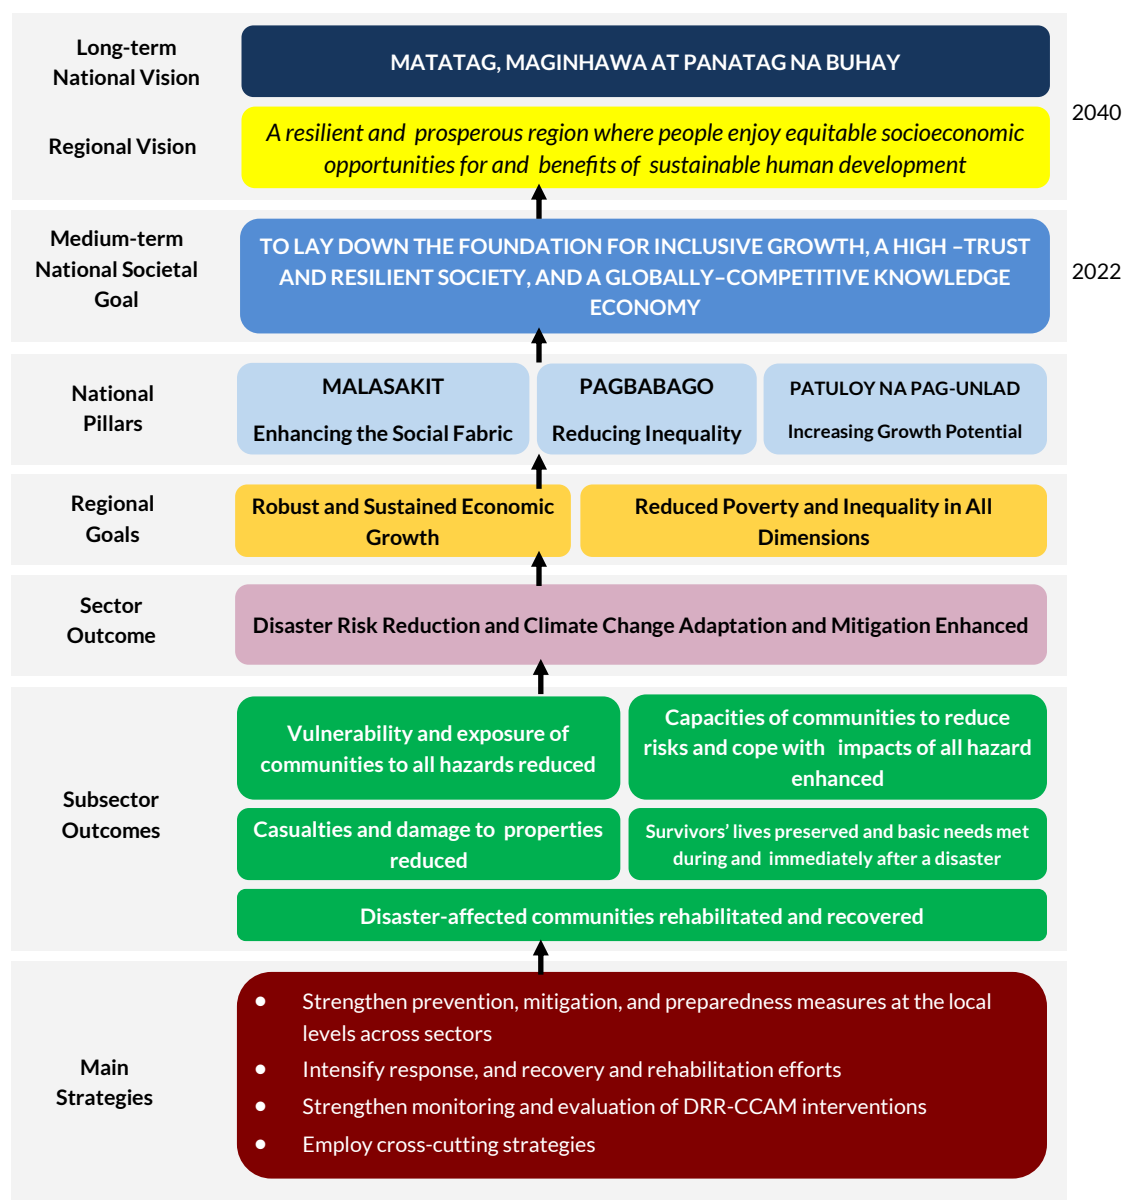 Long-term
National Vision
MATATAG, MAGINHAWA AT PANATAG NA BUHAY
2040
Regional Vision
A resilient and prosperous region where people enjoy equitable socioeconomic
opportunities for and benefits of sustainable human development
Medium-term
National Societal
Goal
TO LAY DOWN THE FOUNDATION FOR INCLUSIVE GROWTH, A HIGH –TRUST
AND RESILIENT SOCIETY, AND A GLOBALLY–COMPETITIVE KNOWLEDGE
ECONOMY
2022
National
Pillars
MALASAKIT
Enhancing the Social Fabric
PAGBABAGO
Reducing Inequality
PATULOY NA PAG-UNLAD
Increasing Growth Potential
Regional
Goals
Robust and Sustained Economic
Growth
Reduced Poverty and Inequality in All
Dimensions
Sector
Outcome
Disaster Risk Reduction and Climate Change Adaptation and Mitigation Enhanced
Subsector
Outcomes
Vulnerability and exposure of
communities to all hazards reduced
Capacities of communities to reduce
risks and cope with impacts of all hazard
enhanced
Casualties and damage to properties
reduced
Survivors’ lives preserved and basic needs met
during and immediately after a disaster
Disaster-affected communities rehabilitated and recovered
Main
Strategies
● Strengthen prevention, mitigation, and preparedness measures at the local
levels across sectors
● Intensify response, and recovery and rehabilitation efforts
● Strengthen monitoring and evaluation of DRR-CCAM interventions
● Employ cross-cutting strategies